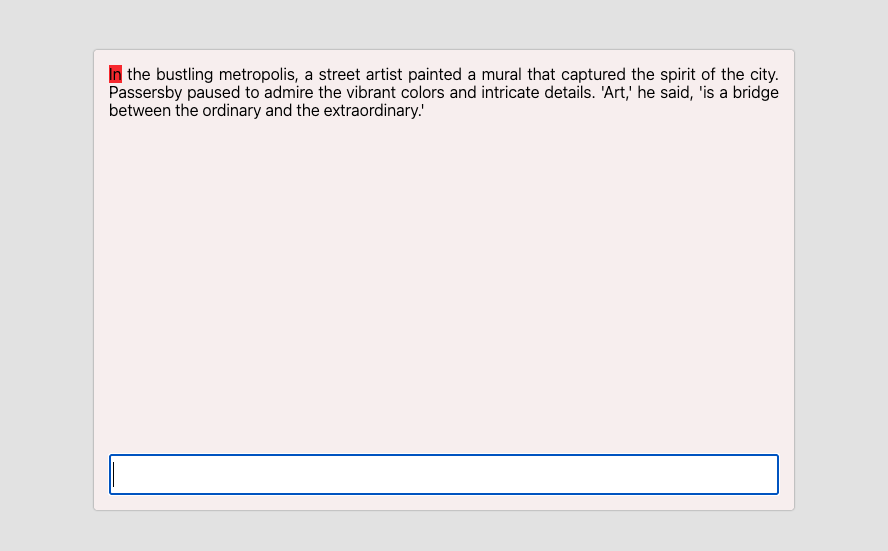 In the bustling metropolis, a street artist painted a mural that captured the spirit of the city.
Passersby paused to admire the vibrant colors and intricate details. 'Art,' he said, 'is a bridge
between the ordinary and the extraordinary.'